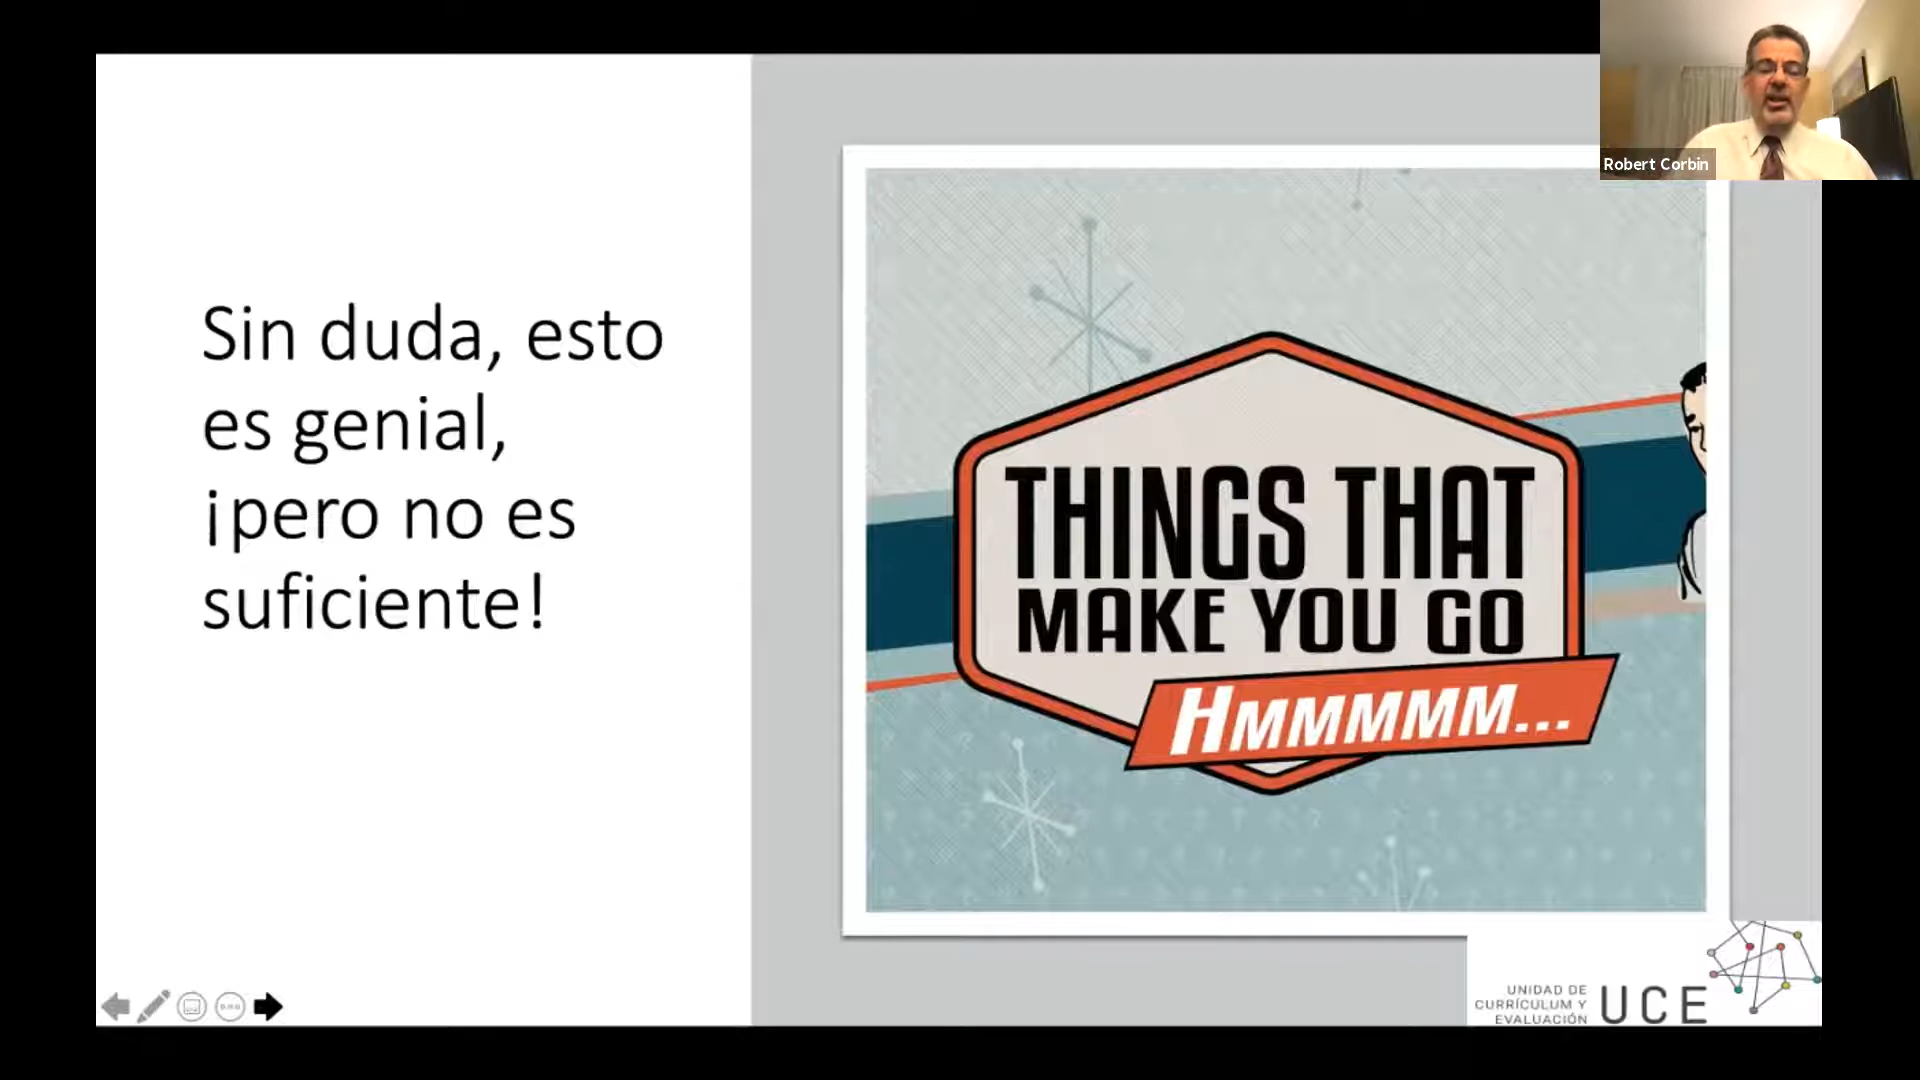 Robert Corbin
Sin duda, esto
es genial,
¡pero no es
suficiente!
THINGS THAT
MAKE YOU GO
HMMMMMM...
UNIDAD DE
CURRÍCULUM Y
EVALUACIÓN
UCE